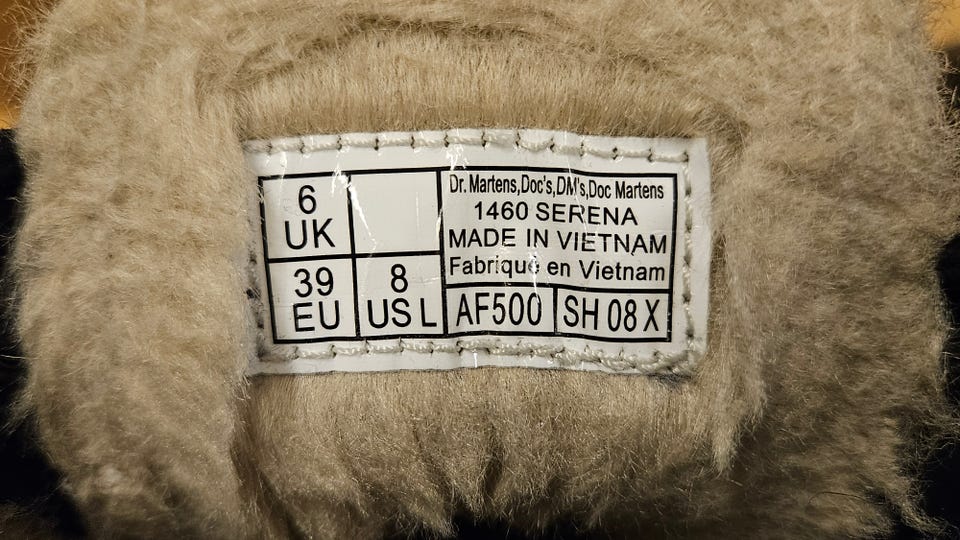 6
UK
39
EU
8
US L
Dr. Martens,Doc's,DM's,Doc Martens
1460 SERENA
MADE IN VIETNAM
Fabriqué en Vietnam
AF500
SH 08 X